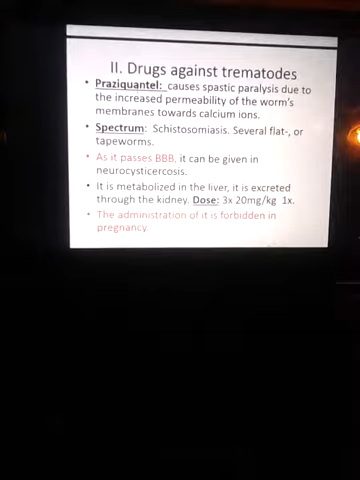 II. Drugs against trematodes
• Praziquantel: causes spastic paralysis due to
the increased permeability of the worm's
membranes towards calcium ions.
• Spectrum: Schistosomiasis. Several flat-, or
tapeworms.
• As it passes BBB, it can be given in
neurocysticercosis.
• It is metabolized in the liver, it is excreted
through the kidney. Dose: 3x 20mg/kg 1x.
• The administration of it is forbidden in
pregnancy.